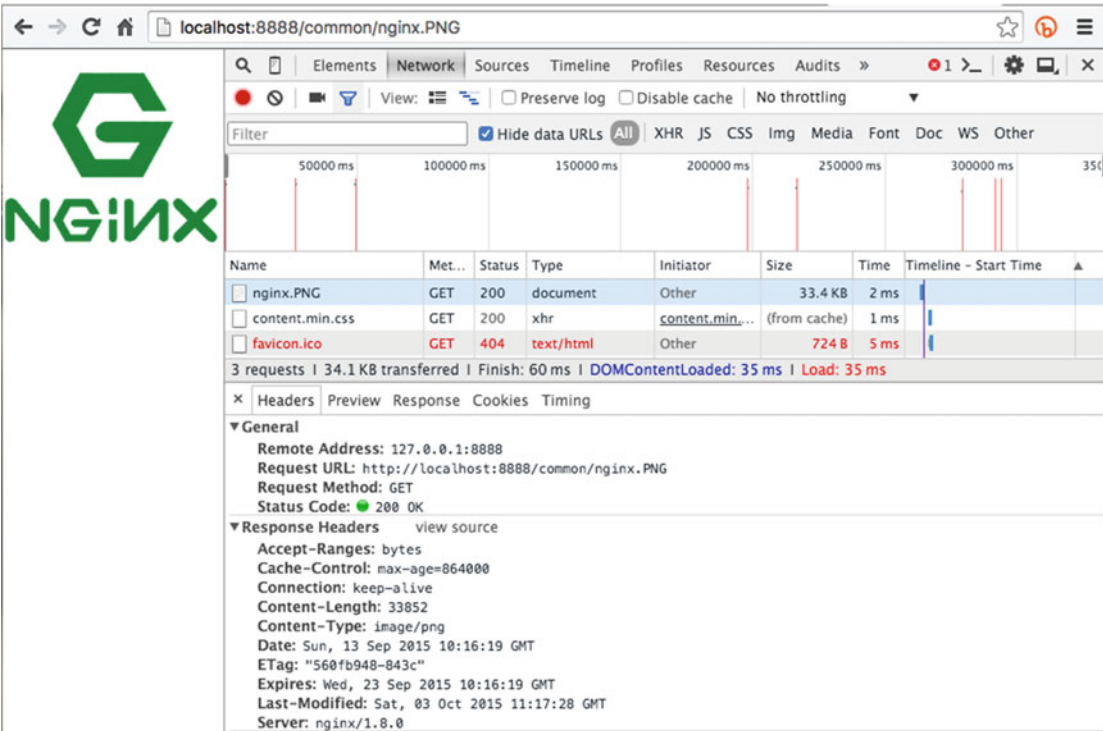 localhost:8888/common/nginx.PNG
NGiNX
Elements Network Sources Timeline Profiles Resources Audits » 1
View: Preserve log Disable cache No throttling
Filter Hide data URLs All XHR JS CSS Img Media Font Doc WS Other
50000 ms 100000 ms 150000 ms 200000 ms 250000 ms 300000 ms 350
Name Met... Status Type Initiator Size Time Timeline – Start Time
nginx.PNG GET 200 document Other 33.4 KB 2 ms
content.min.css GET 200 xhr content.min.... (from cache) 1 ms
favicon.ico GET 404 text/html Other 724 B 5 ms
3 requests | 34.1 KB transferred | Finish: 60 ms | DOMContentLoaded: 35 ms | Load: 35 ms
× Headers Preview Response Cookies Timing
General
Remote Address: 127.0.0.1:8888
Request URL: http://localhost:8888/common/nginx.PNG
Request Method: GET
Status Code: 200 OK
Response Headers view source
Accept-Ranges: bytes
Cache-Control: max-age=864000
Connection: keep-alive
Content-Length: 33852
Content-Type: image/png
Date: Sun, 13 Sep 2015 10:16:19 GMT
ETag: "560fb948-843c"
Expires: Wed, 23 Sep 2015 10:16:19 GMT
Last-Modified: Sat, 03 Oct 2015 11:17:28 GMT
Server: nginx/1.8.0